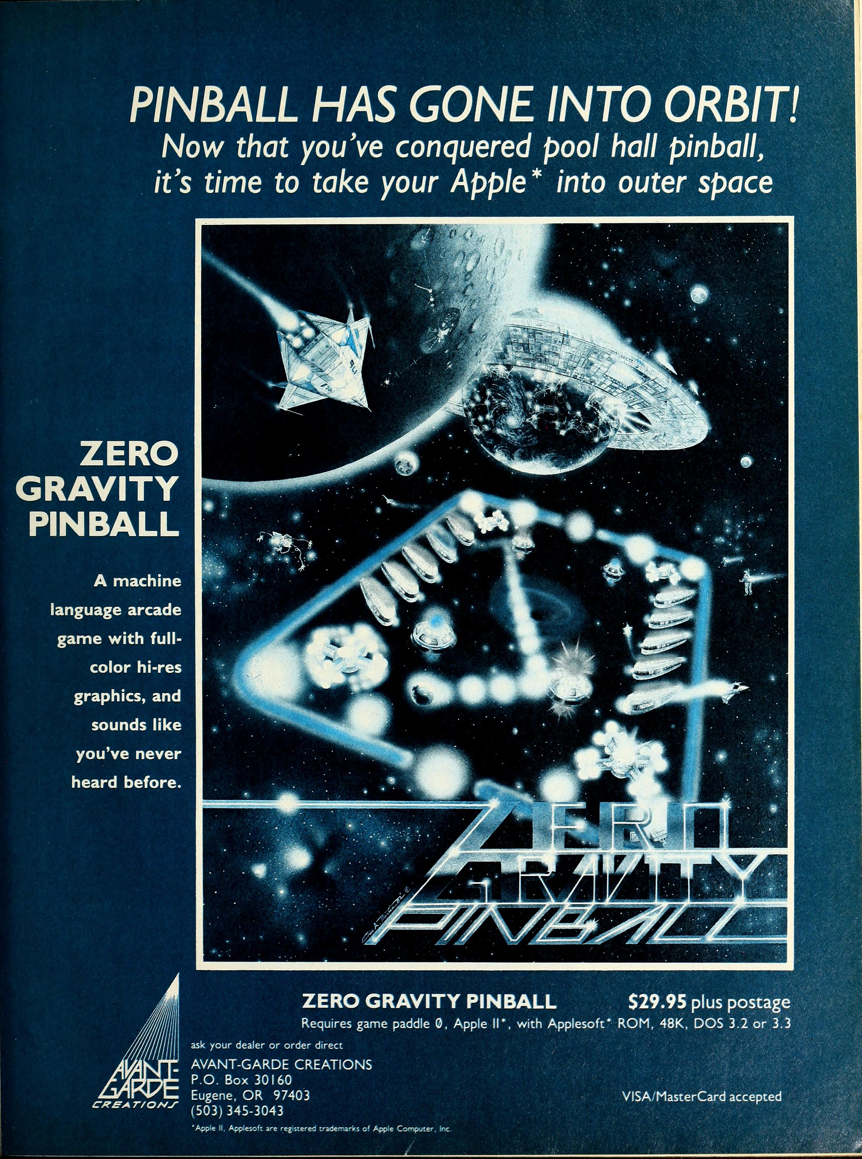 PINBALL HAS GONE INTO ORBIT!
Now that you've conquered pool hall pinball,
it's time to take your Apple* into outer space
ZERO
GRAVITY
PINBALL
A machine
language arcade
game with full-
color hi-res
graphics, and
sounds like
you've never
heard before.
ZERO
GRAVITY
PINBALL
ZERO GRAVITY PINBALL $29.95 plus postage
Requires game paddle 0, Apple II*, with Applesoft* ROM, 48K, DOS 3.2 or 3.3
ask your dealer or order direct
AVANT-GARDE CREATIONS
P.O. Box 30160
Eugene, OR 97403
(503) 345-3043
VISA/MasterCard accepted
*Apple II, Applesoft are registered trademarks of Apple Computer, Inc.
AVANT-
GARDE
CREATIONS